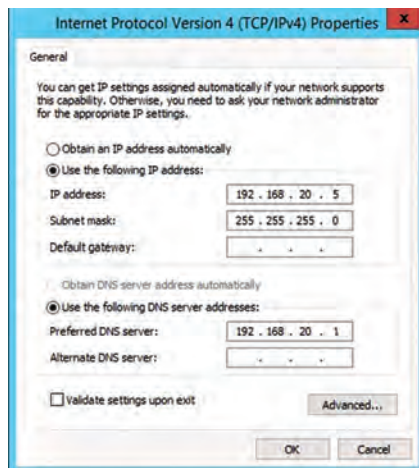 Internet Protocol Version 4 (TCP/IPv4) Properties
x
General
You can get IP settings assigned automatically if your network supports
this capability. Otherwise, you need to ask your network administrator
for the appropriate IP settings.
Obtain an IP address automatically
Use the following IP address:
IP address: 192 . 168 . 20 . 5
Subnet mask: 255 . 255 . 255 . 0
Default gateway: . . .
Obtain DNS server address automatically
Use the following DNS server addresses:
Preferred DNS server: 192 . 168 . 20 . 1
Alternate DNS server: . . .
Validate settings upon exit
Advanced...
OK Cancel